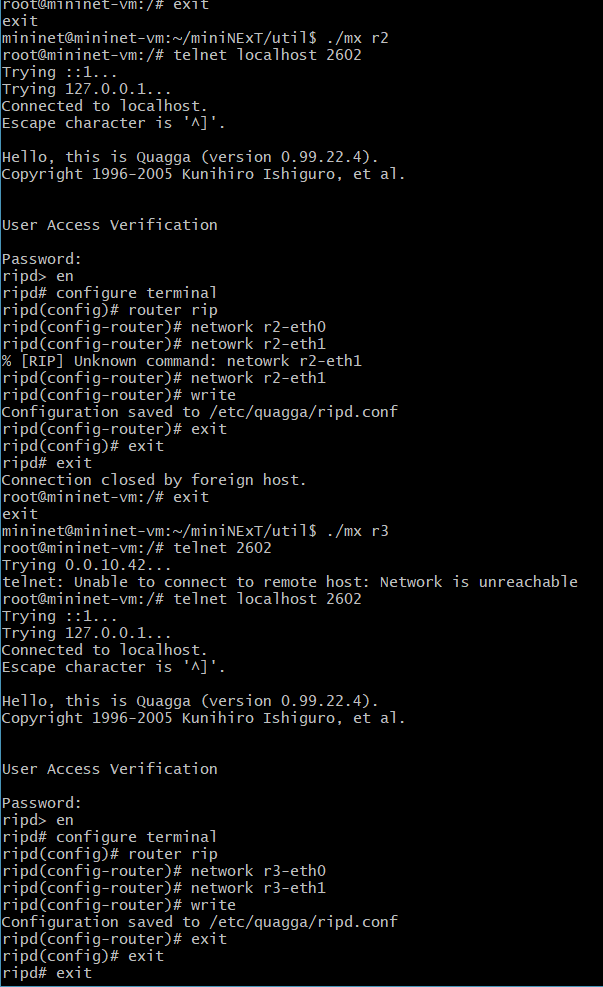 root@mininet-vm:/# exit
exit
mininet@mininet-vm:~/miniNExT/util$ ./mx r2
root@mininet-vm:/# telnet localhost 2602
Trying ::1...
Trying 127.0.0.1...
Connected to localhost.
Escape character is '^]'.
Hello, this is Quagga (version 0.99.22.4).
Copyright 1996-2005 Kunihiro Ishiguro, et al.
User Access Verification
Password:
ripd> en
ripd# configure terminal
ripd(config)# router rip
ripd(config-router)# network r2-eth0
ripd(config-router)# netowrk r2-eth1
% [RIP] Unknown command: netowrk r2-eth1
ripd(config-router)# network r2-eth1
ripd(config-router)# write
Configuration saved to /etc/quagga/ripd.conf
ripd(config-router)# exit
ripd(config)# exit
ripd# exit
Connection closed by foreign host.
root@mininet-vm:/# exit
exit
mininet@mininet-vm:~/miniNExT/util$ ./mx r3
root@mininet-vm:/# telnet 2602
Trying 0.0.10.42...
telnet: Unable to connect to remote host: Network is unreachable
root@mininet-vm:/# telnet localhost 2602
Trying ::1...
Trying 127.0.0.1...
Connected to localhost.
Escape character is '^]'.
Hello, this is Quagga (version 0.99.22.4).
Copyright 1996-2005 Kunihiro Ishiguro, et al.
User Access Verification
Password:
ripd> en
ripd# configure terminal
ripd(config)# router rip
ripd(config-router)# network r3-eth0
ripd(config-router)# network r3-eth1
ripd(config-router)# write
Configuration saved to /etc/quagga/ripd.conf
ripd(config-router)# exit
ripd(config)# exit
ripd# exit